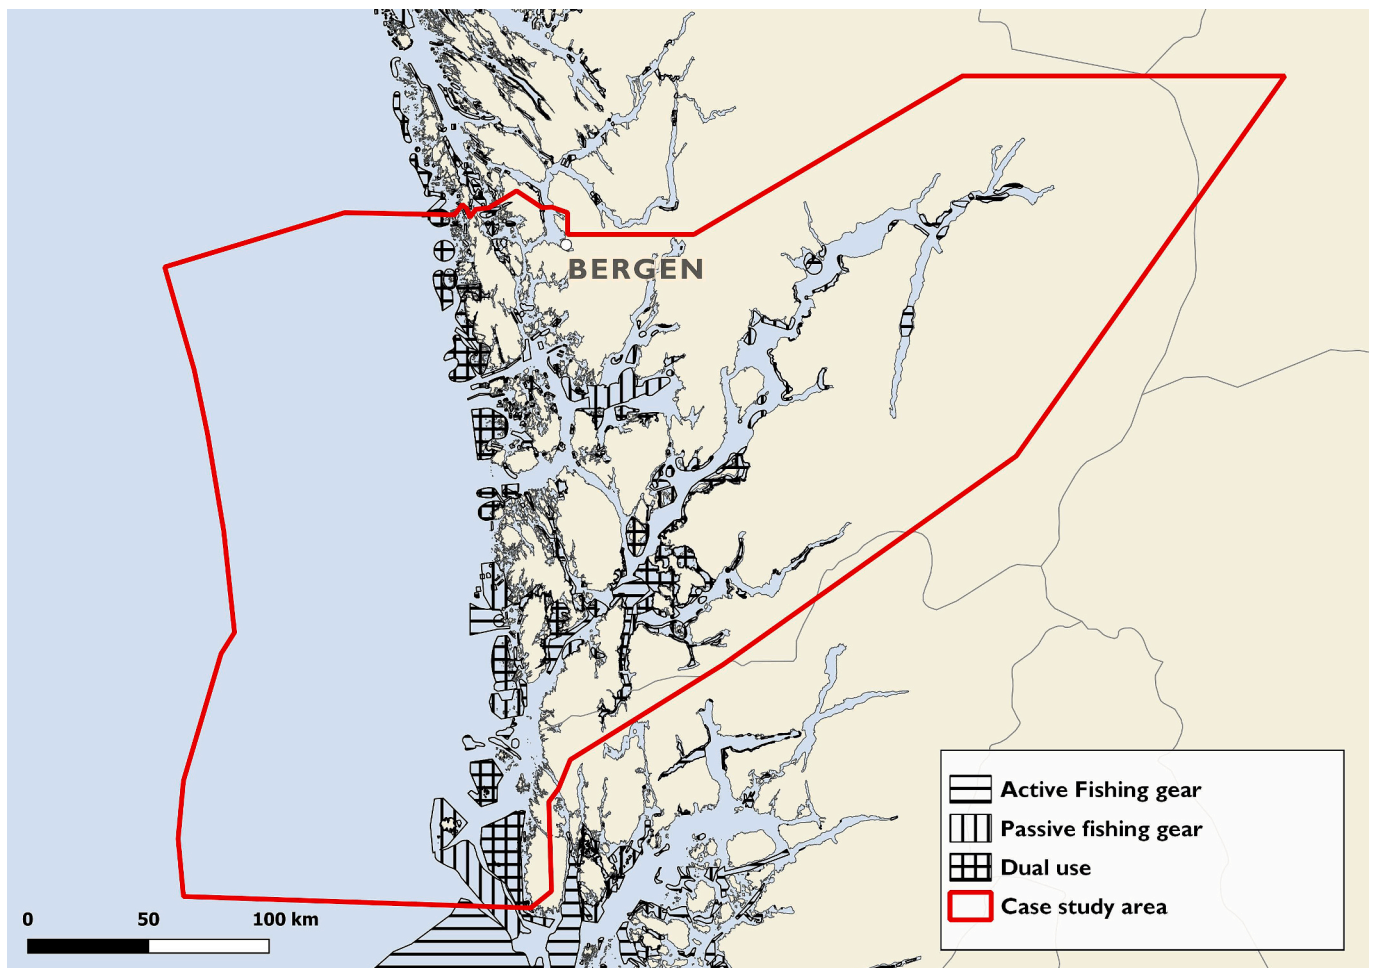 BERGEN
Active Fishing gear
Passive fishing gear
Dual use
Case study area
0 50 100 km